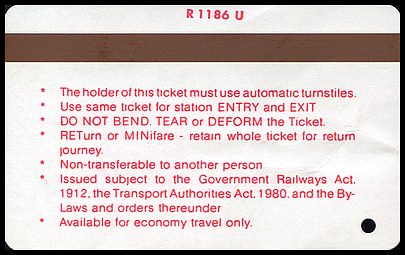 R 1186 U
* The holder of this ticket must use automatic turnstiles.
* Use same ticket for station ENTRY and EXIT
* DO NOT BEND. TEAR or DEFORM the Ticket.
* RETurn or MINifare - retain whole ticket for return
journey.
* Non-transferable to another person
* Issued subject to the Government Railways Act.
1912, the Transport Authorities Act. 1980. and the By-
Laws and orders thereunder
* Available for economy travel only.